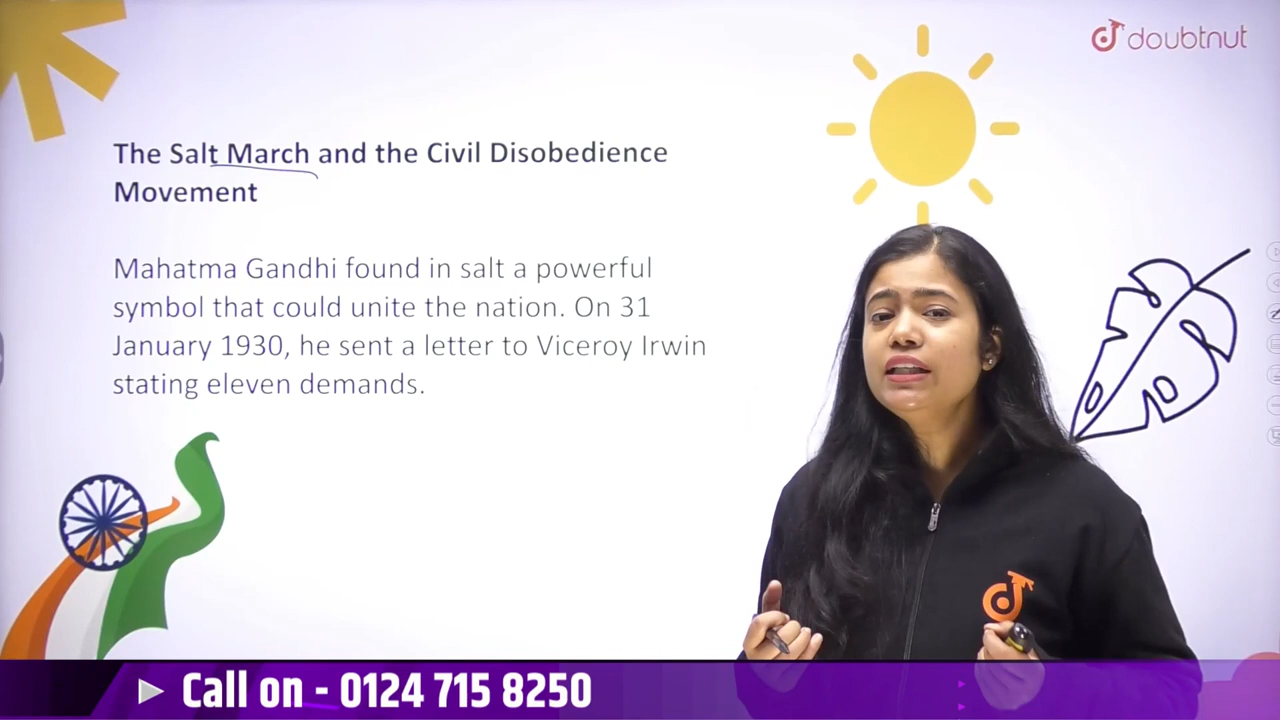 doubtnut
The Salt March and the Civil Disobedience
Movement
Mahatma Gandhi found in salt a powerful
symbol that could unite the nation. On 31
January 1930, he sent a letter to Viceroy Irwin
stating eleven demands.
Call on - 0124 715 8250